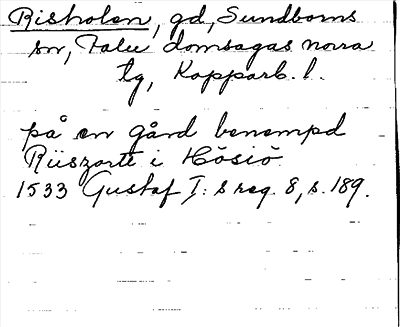 Risholen, gd, Sundborns
sn, Falu domsagas norra
tg, Kopparb. l.
på en gård benempd
Riiszarte i Hösiö
1533 Gustaf I:s reg. 8, s. 189.